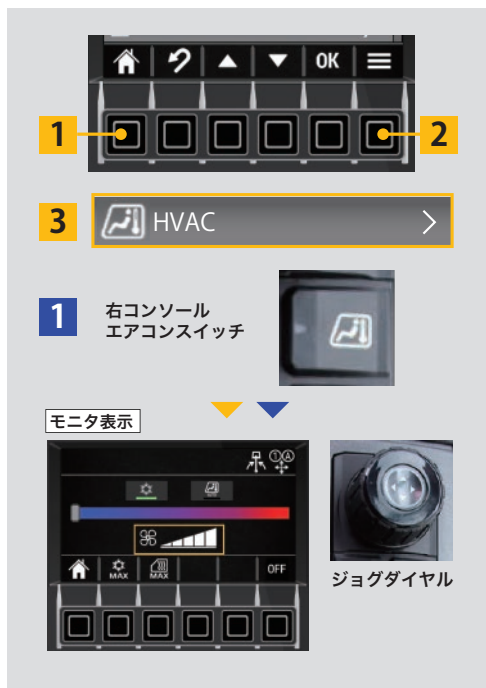 OK
1
2
3 HVAC
1 右コンソール
エアコンスイッチ
モニタ表示
1 A
MAX MAX OFF
ジョグダイヤル